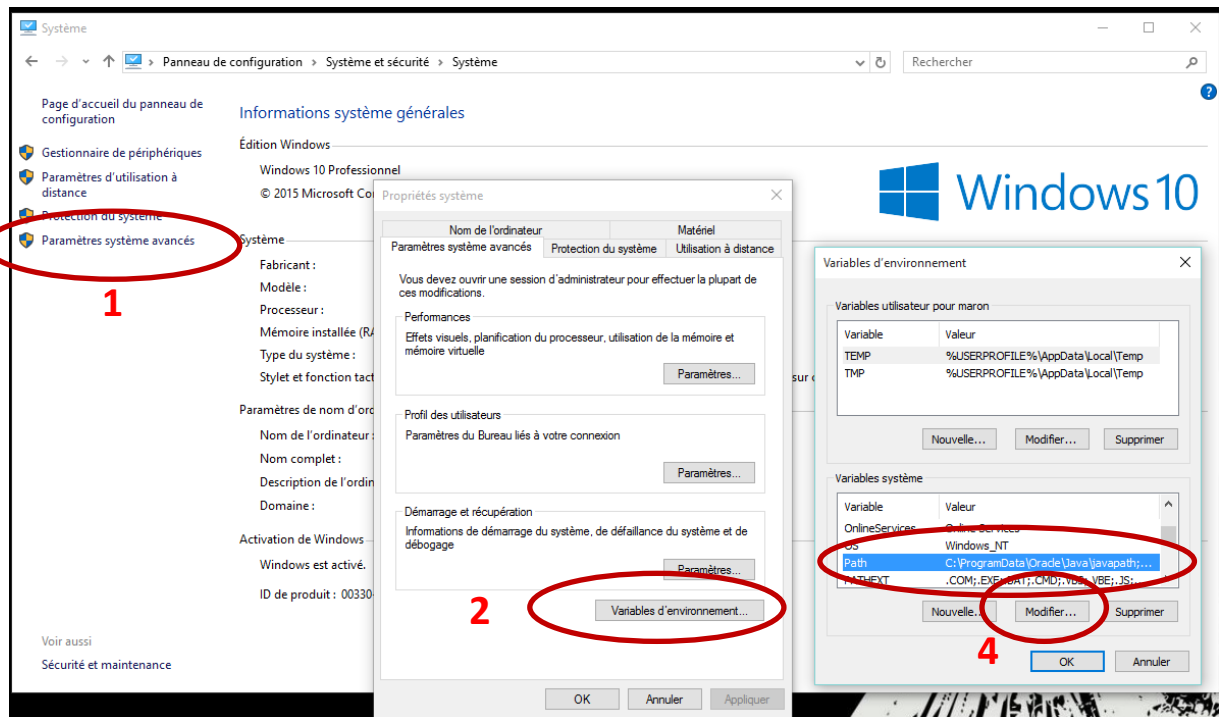 Système
Panneau de configuration > Système et sécurité > Système
Rechercher
Page d'accueil du panneau de
configuration
Gestionnaire de périphériques
Paramètres d'utilisation à
distance
Protection du système
Paramètres système avancés
1
Voir aussi
Sécurité et maintenance
Informations système générales
Édition Windows
Windows 10 Professionnel
© 2015 Microsoft
Windows 10
Système
Fabricant :
Modèle :
Processeur :
Mémoire installée
Type du système :
Stylet et fonction
sur
Paramètres de nom
Nom de l'ordinateur :
Nom complet :
Description de
Domaine :
Activation de Windows
Windows est activé.
ID de produit : 00330
Propriétés système
Nom de l'ordinateur
Matériel
Paramètres système avancés
Protection du système
Utilisation à distance
Vous devez ouvrir une session d'administrateur pour effectuer la plupart de
ces modifications.
Performances
Effets visuels, planification du processeur, utilisation de la mémoire et
mémoire virtuelle
Paramètres...
Profil des utilisateurs
Paramètres du Bureau liés à votre connexion
Paramètres...
Démarrage et récupération
Informations de démarrage du système, de défaillance du système et de
débogage
Paramètres...
2
Variables d'environnement...
OK Annuler Appliquer
Variables d'environnement
Variables utilisateur pour maron
Variable Valeur
TEMP %USERPROFILE%\AppData\Local\Temp
TMP %USERPROFILE%\AppData\Local\Temp
Nouvelle... Modifier... Supprimer
Variables système
Variable Valeur
OnlineServices Online Services
OS Windows_NT
Path C:\ProgramData\Oracle\Java\javapath;...
PATHEXT .COM;.EXE;.BAT;.CMD;.VBS;.VBE;.JS;...
Nouvelle... Modifier... Supprimer
4
OK Annuler